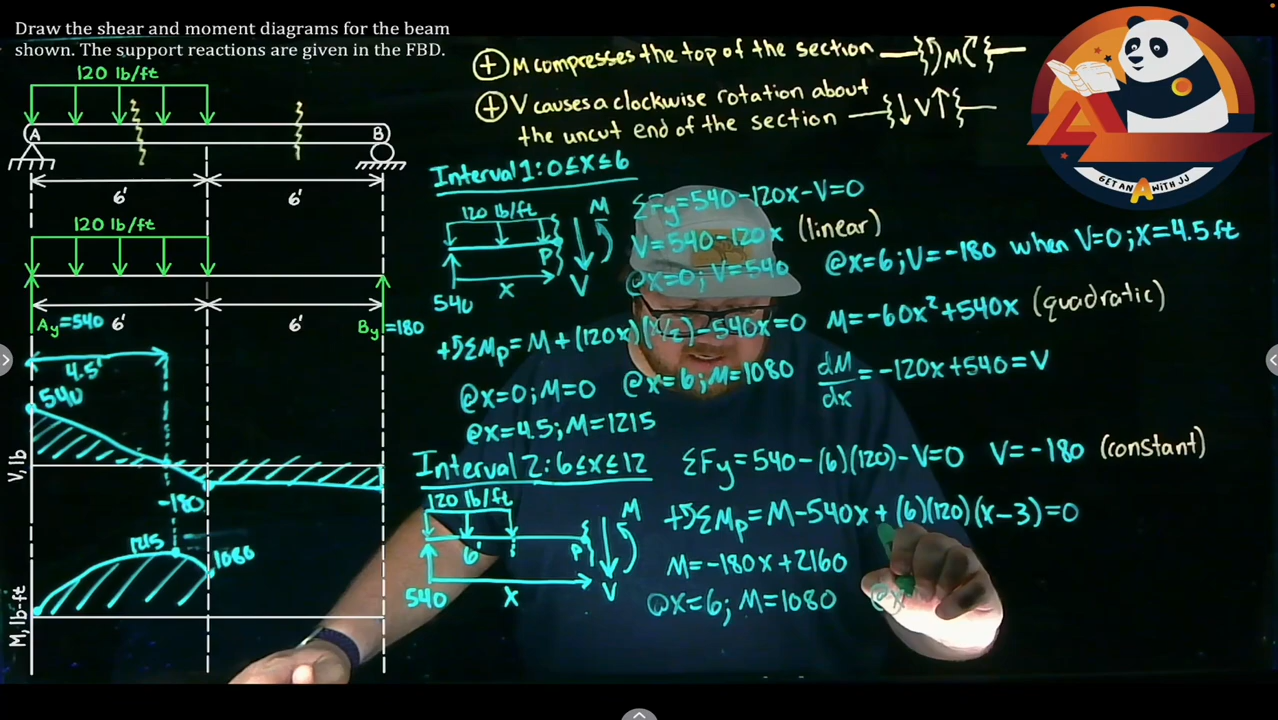 Draw the shear and moment diagrams for the beam
shown. The support reactions are given in the FBD.
120 lb/ft
A
B
6'
6'
120 lb/ft
6'
6'
Ay=540
By=180
4.5'
540
-180
V, lb
1215
1080
M, lb-ft
⊕ M compresses the top of the section
M
⊕ V causes a clockwise rotation about
the uncut end of the section
V
GET AN A WITH JJ
Interval 1: 0≤X≤6
120 lb/ft
M
P
V
X
540
ΣFy=540-120x-V=0
V=540-120x (linear)
@x=0; V=540
@x=6; V=-180 when V=0; X=4.5ft
+↺ΣMp=M+(120x)(x/2)-540x=0
M=-60x²+540x (quadratic)
@x=0; M=0
@x=6; M=1080
dM/dx=-120x+540=V
@x=4.5; M=1215
Interval 2: 6≤x≤12
ΣFy=540-(6)(120)-V=0
V=-180 (constant)
120 lb/ft
M
6'
P
V
540
X
+↺ΣMp=M-540x+(6)(120)(x-3)=0
M=-180x+2160
@x=6; M=1080
@x